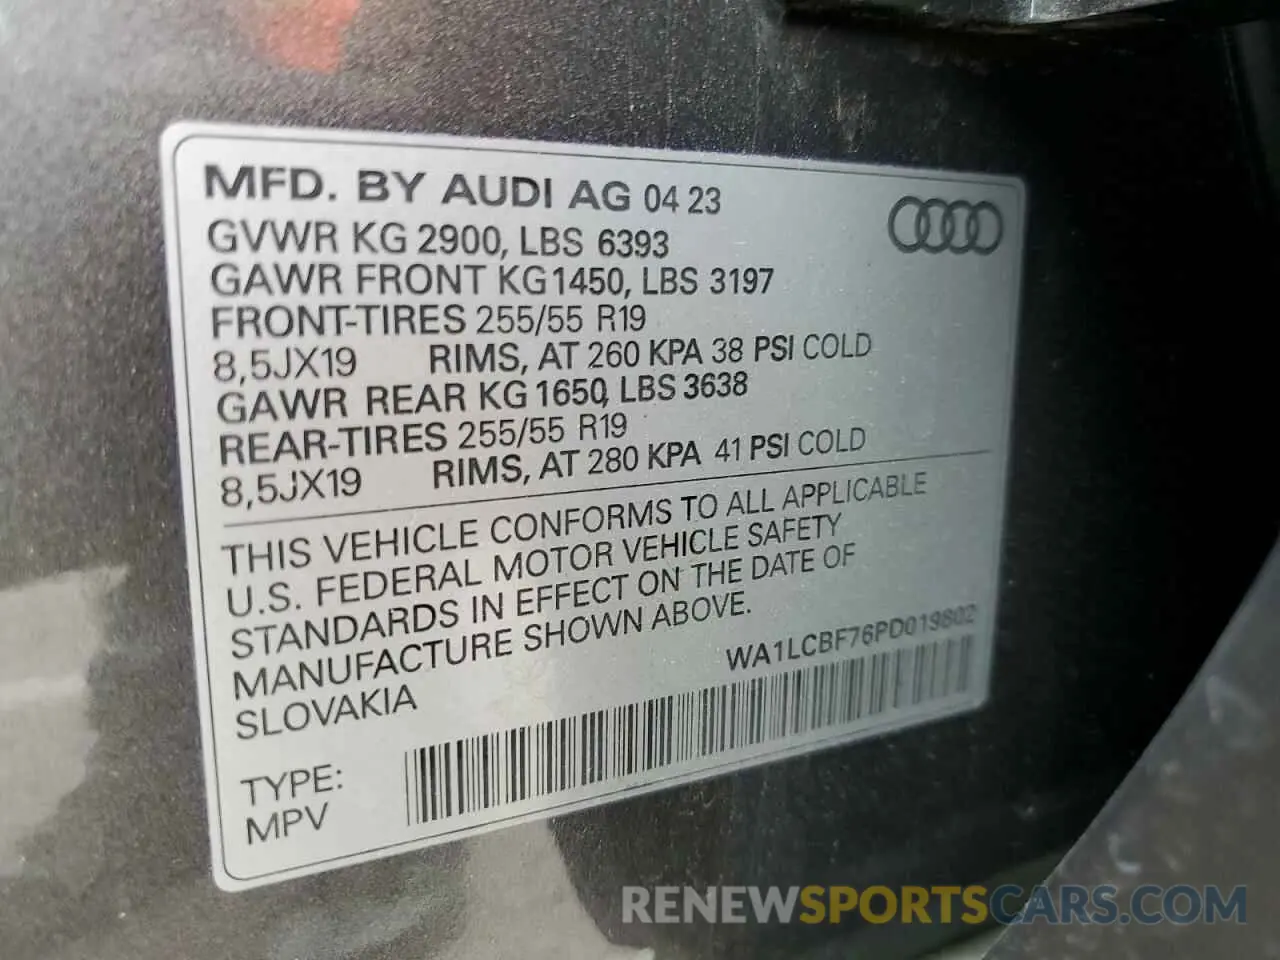 MFD. BY AUDI AG 04 23
GVWR KG 2900, LBS 6393
GAWR FRONT KG1450, LBS 3197
FRONT-TIRES 255/55 R19
8,5JX19 RIMS, AT 260 KPA 38 PSI COLD
GAWR REAR KG 1650, LBS 3638
REAR-TIRES 255/55 R19
8,5JX19 RIMS, AT 280 KPA 41 PSI COLD
THIS VEHICLE CONFORMS TO ALL APPLICABLE
U.S. FEDERAL MOTOR VEHICLE SAFETY
STANDARDS IN EFFECT ON THE DATE OF
MANUFACTURE SHOWN ABOVE.
SLOVAKIA
WA1LCBF76PD019802
TYPE:
MPV
RENEWSPORTSCARS.COM